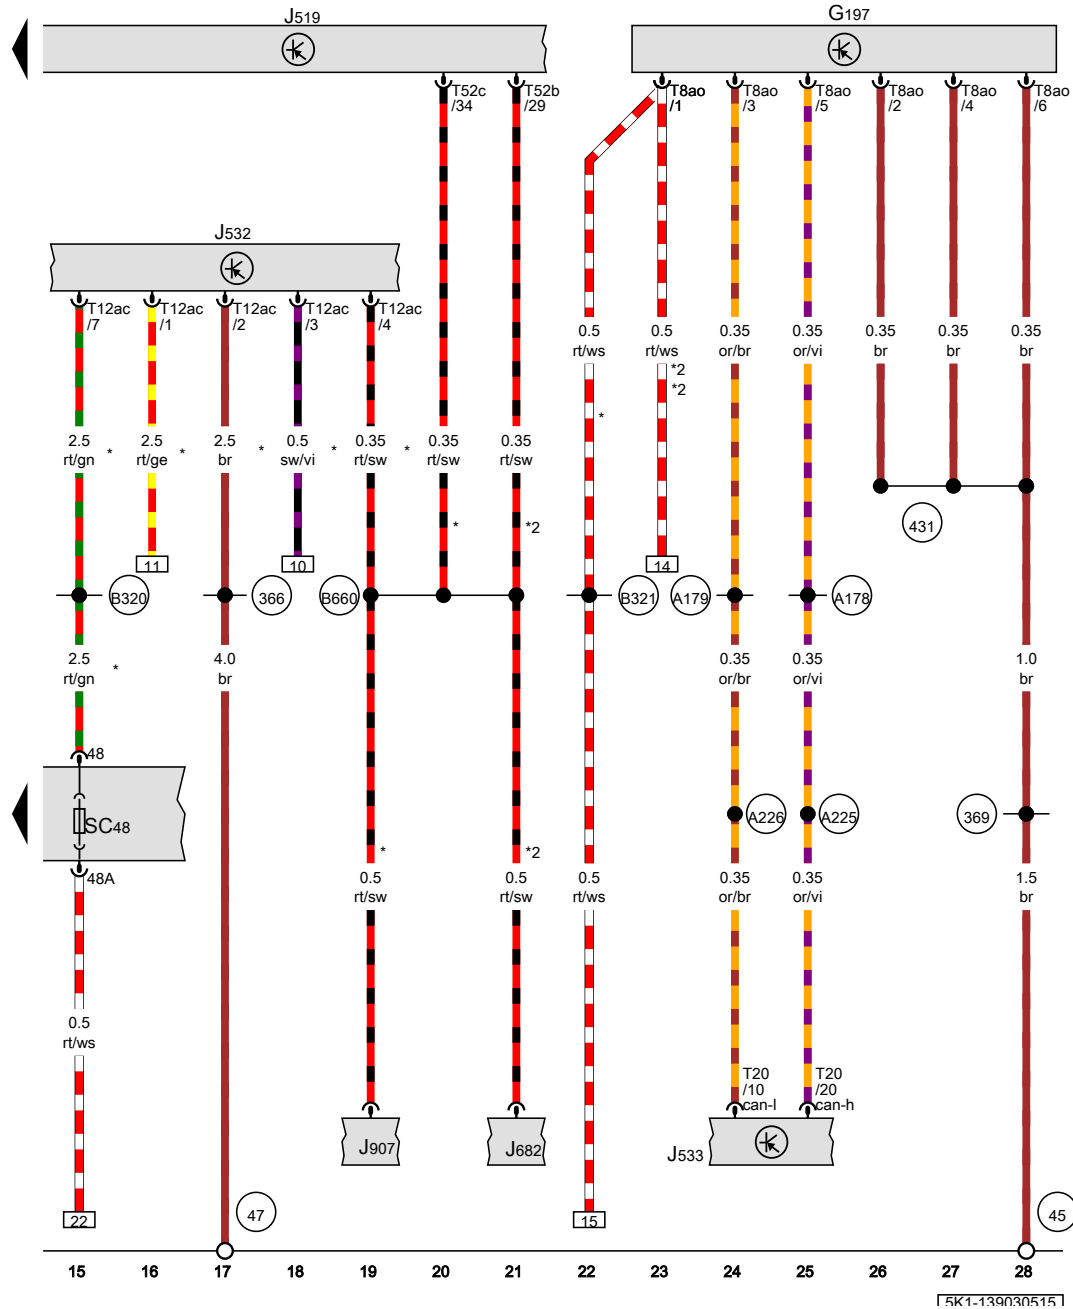 J519
G197
T52c
/34
T52b
/29
T8ao
/1
T8ao
/3
T8ao
/5
T8ao
/2
T8ao
/4
T8ao
/6
J532
T12ac
/7
T12ac
/1
T12ac
/2
T12ac
/3
T12ac
/4
0.5
rt/ws
0.5
rt/ws
*2
*2
0.35
or/br
0.35
or/vi
0.35
br
0.35
br
0.35
br
*
2.5
rt/gn
*
2.5
rt/ge
*
2.5
br
*
0.5
sw/vi
*
0.35
rt/sw
*
0.35
rt/sw
0.35
rt/sw
*
*2
431
11
10
14
B320
366
B660
B321
A179
A178
2.5
rt/gn
*
4.0
br
0.35
or/br
0.35
or/vi
1.0
br
48
SC48
48A
A226
A225
369
*
*2
0.5
rt/sw
0.5
rt/sw
0.5
rt/ws
0.35
or/br
0.35
or/vi
1.5
br
0.5
rt/ws
T20
/10
can-l
T20
/20
can-h
J907
J682
J533
22
47
15
45
15 16 17 18 19 20 21 22 23 24 25 26 27 28
5K1-139030515